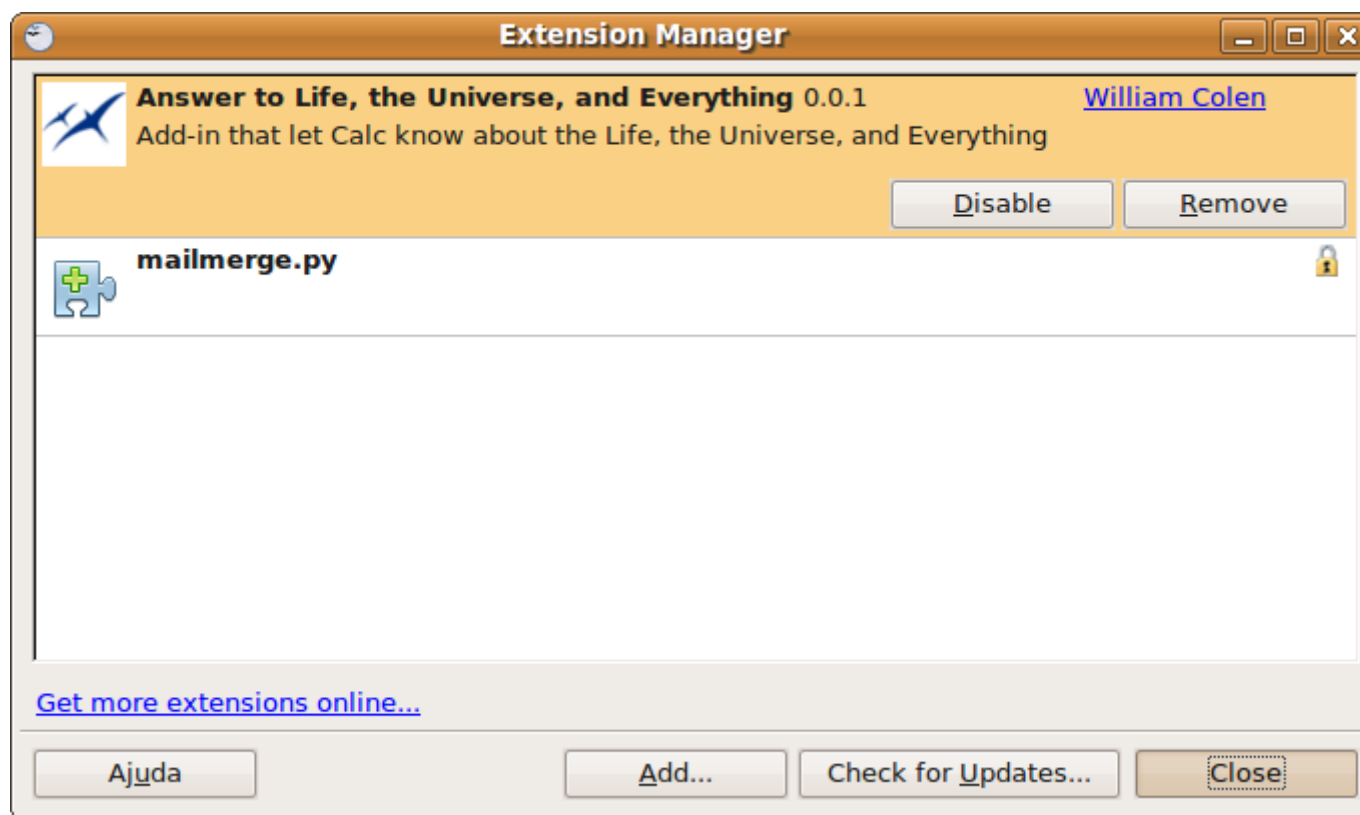 Extension Manager
Answer to Life, the Universe, and Everything 0.0.1 William Colen
Add-in that let Calc know about the Life, the Universe, and Everything
Disable Remove
mailmerge.py
Get more extensions online...
Ajuda Add... Check for Updates... Close